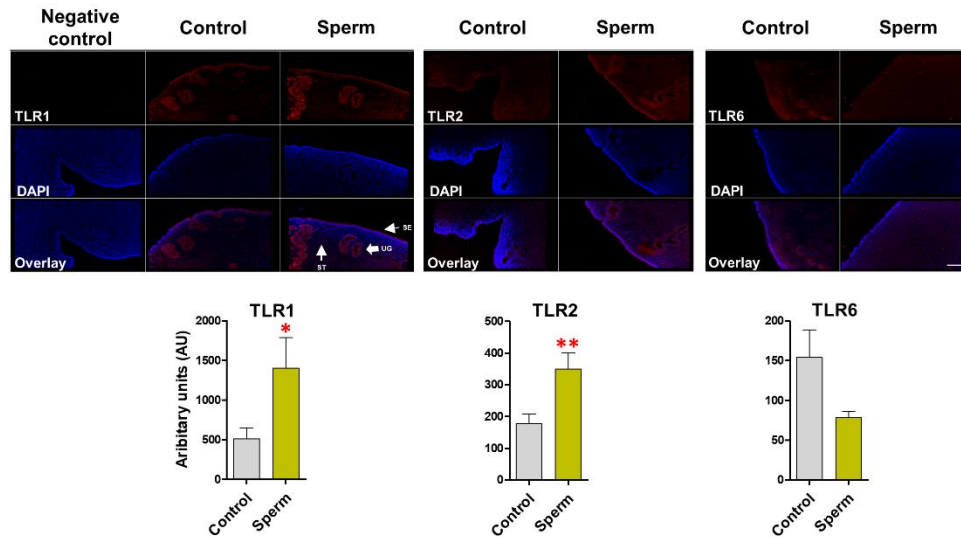 Negative
control
Control
Sperm
Control
Sperm
Control
Sperm
TLR1
TLR2
TLR6
DAPI
DAPI
DAPI
Overlay
SE
UG
ST
Overlay
Overlay
TLR1
Aribitary units (AU)
2000
1500
1000
500
0
*
Control
Sperm
TLR2
500
400
300
200
100
0
**
Control
Sperm
TLR6
200
150
100
50
0
Control
Sperm